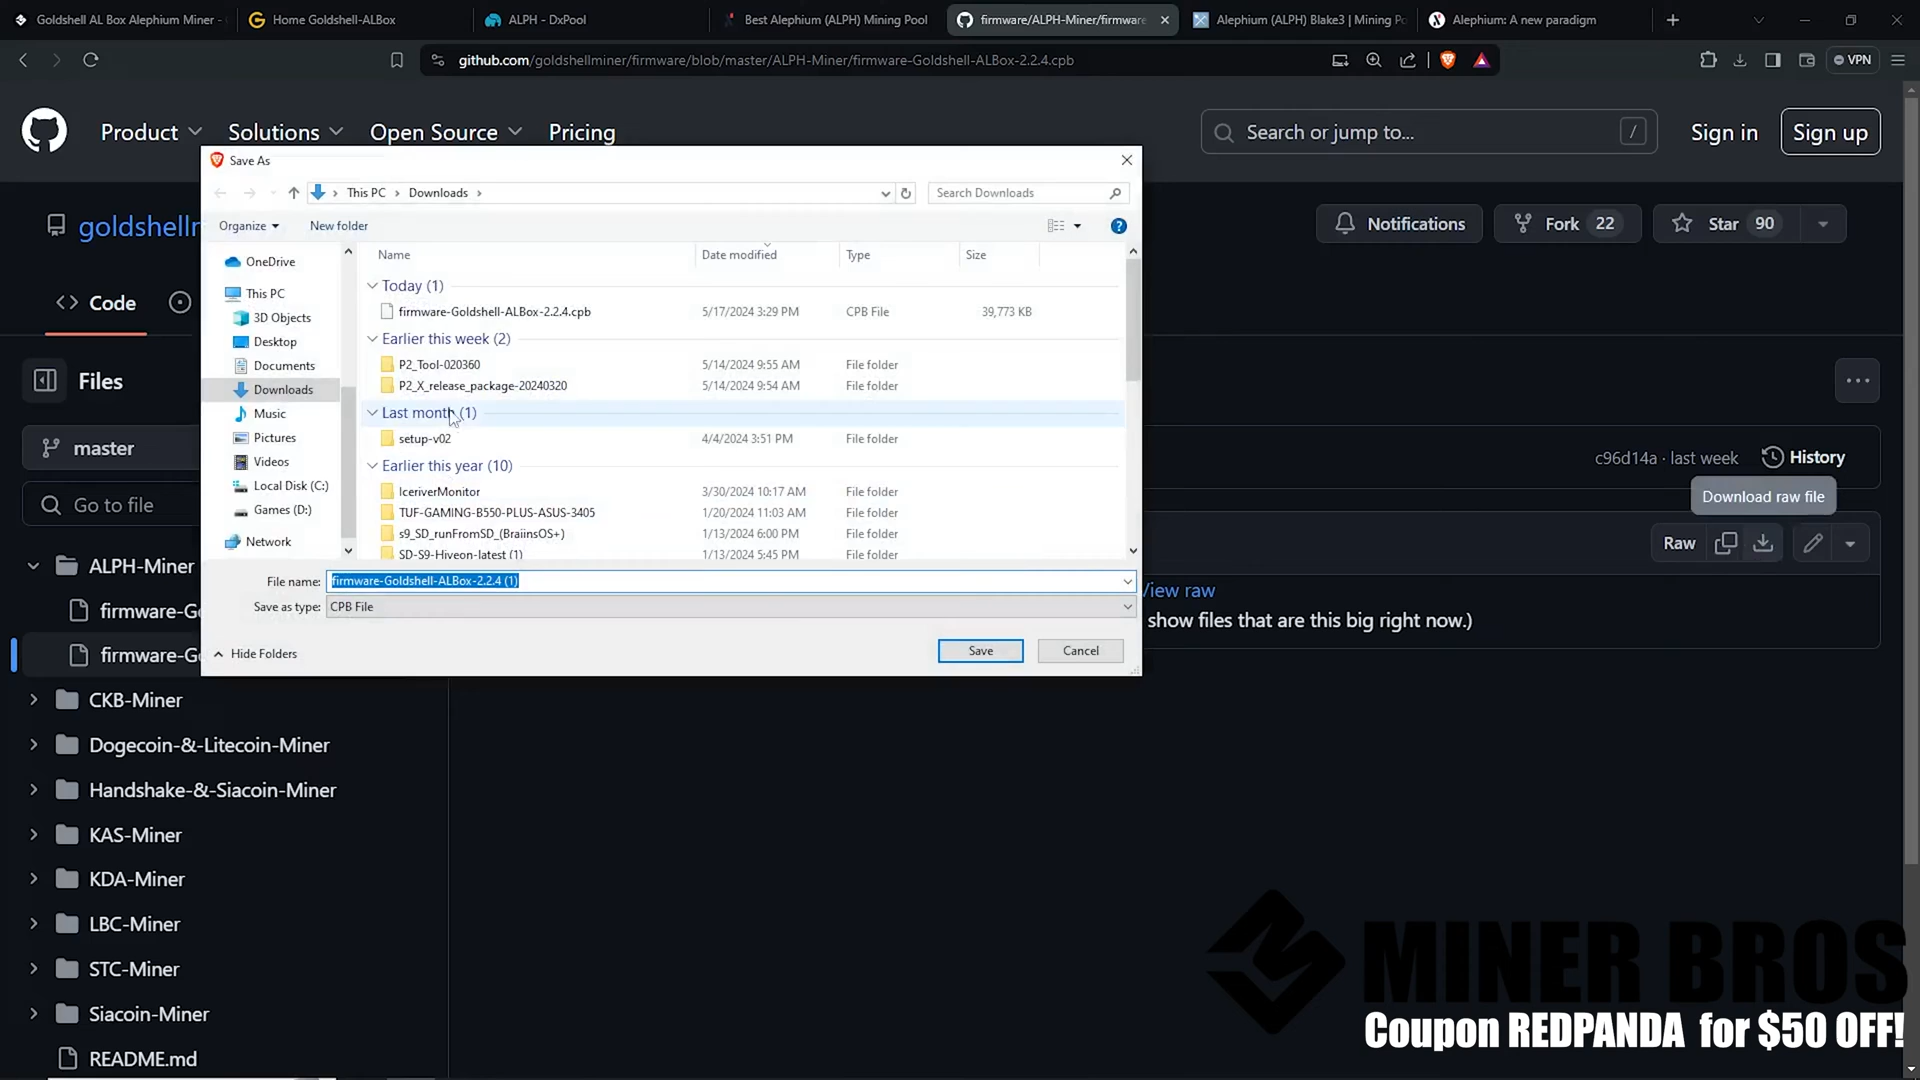 Goldshell AL Box Alephium Miner -
Home Goldshell-ALBox
ALPH - DxPool
Best Alephium (ALPH) Mining Pool
firmware/ALPH-Miner/firmware
Alephium (ALPH) Blake3 | Mining Po
Alephium: A new paradigm
github.com/goldshellminer/firmware/blob/master/ALPH-Miner/firmware-Goldshell-ALBox-2.2.4.cpb
VPN
Product
Solutions
Open Source
Pricing
Search or jump to...
/
Sign in
Sign up
goldshellr
Notifications
Fork 22
Star 90
Code
Files
master
Go to file
c96d14a · last week
History
Download raw file
Raw
View raw
show files that are this big right now.)
ALPH-Miner
firmware-Go
firmware-Go
CKB-Miner
Dogecoin-&-Litecoin-Miner
Handshake-&-Siacoin-Miner
KAS-Miner
KDA-Miner
LBC-Miner
STC-Miner
Siacoin-Miner
README.md
Save As
This PC
Downloads
Search Downloads
Organize
New folder
OneDrive
This PC
3D Objects
Desktop
Documents
Downloads
Music
Pictures
Videos
Local Disk (C:)
Games (D:)
Network
Name Date modified Type Size
Today (1)
firmware-Goldshell-ALBox-2.2.4.cpb 5/17/2024 3:29 PM CPB File 39,773 KB
Earlier this week (2)
P2_Tool-020360 5/14/2024 9:55 AM File folder
P2_X_release_package-20240320 5/14/2024 9:54 AM File folder
Last month (1)
setup-v02 4/4/2024 3:51 PM File folder
Earlier this year (10)
IceriverMonitor 3/30/2024 10:17 AM File folder
TUF-GAMING-B550-PLUS-ASUS-3405 1/20/2024 11:03 AM File folder
s9_SD_runFromSD_(BraiinsOS+) 1/13/2024 6:00 PM File folder
SD-S9-Hiveon-latest (1) 1/13/2024 5:45 PM File folder
File name: firmware-Goldshell-ALBox-2.2.4 (1)
Save as type: CPB File
Hide Folders
Save
Cancel
MINER BROS
Coupon REDPANDA for $50 OFF!